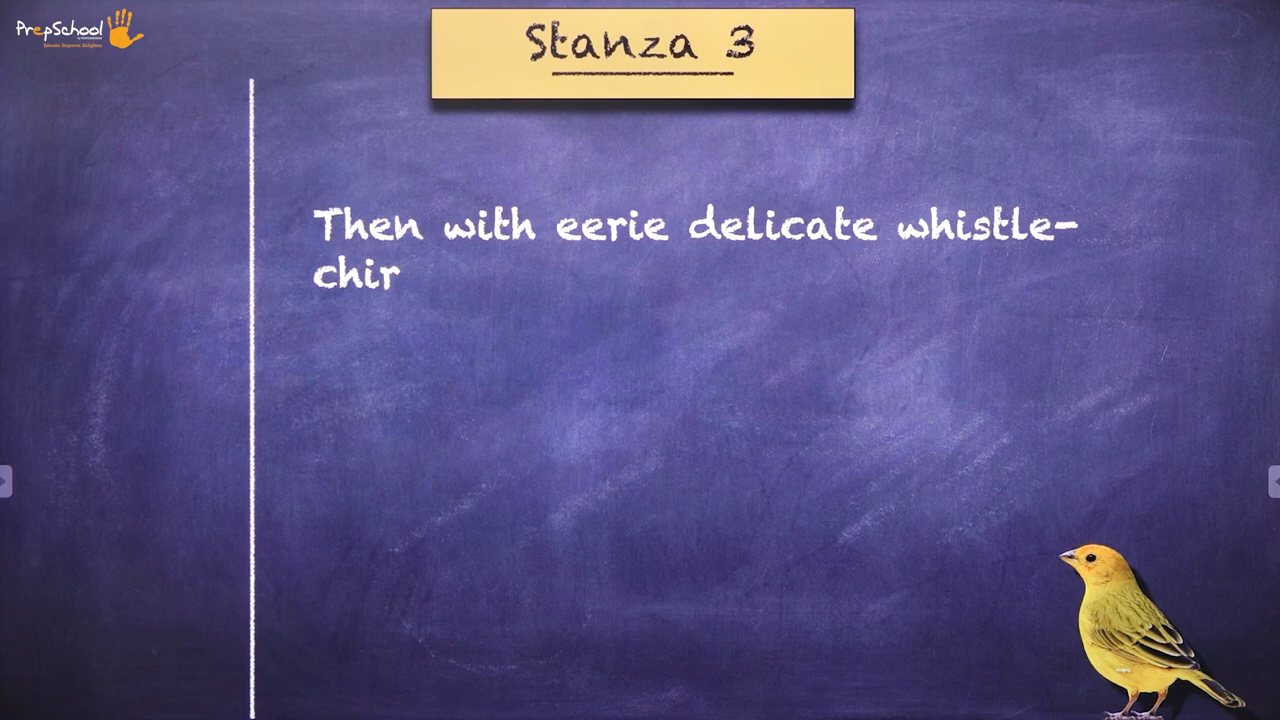 PrepSchool
Stanza 3
Then with eerie delicate whistle-
chir